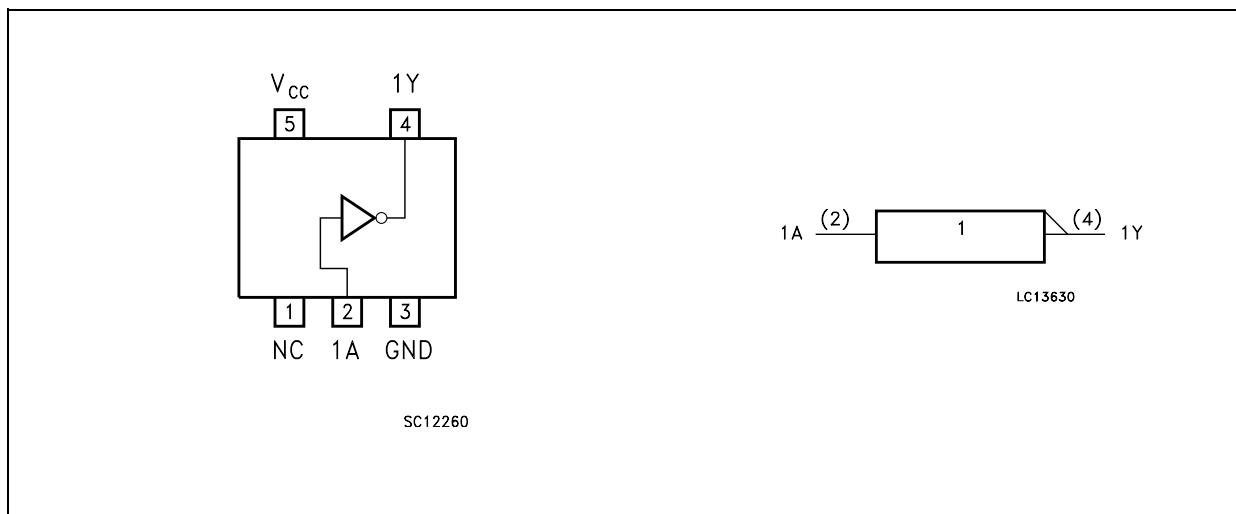 V CC 1Y
5 4
1 2 3
NC 1A GND
SC12260
1A (2) 1 (4) 1Y
LC13630